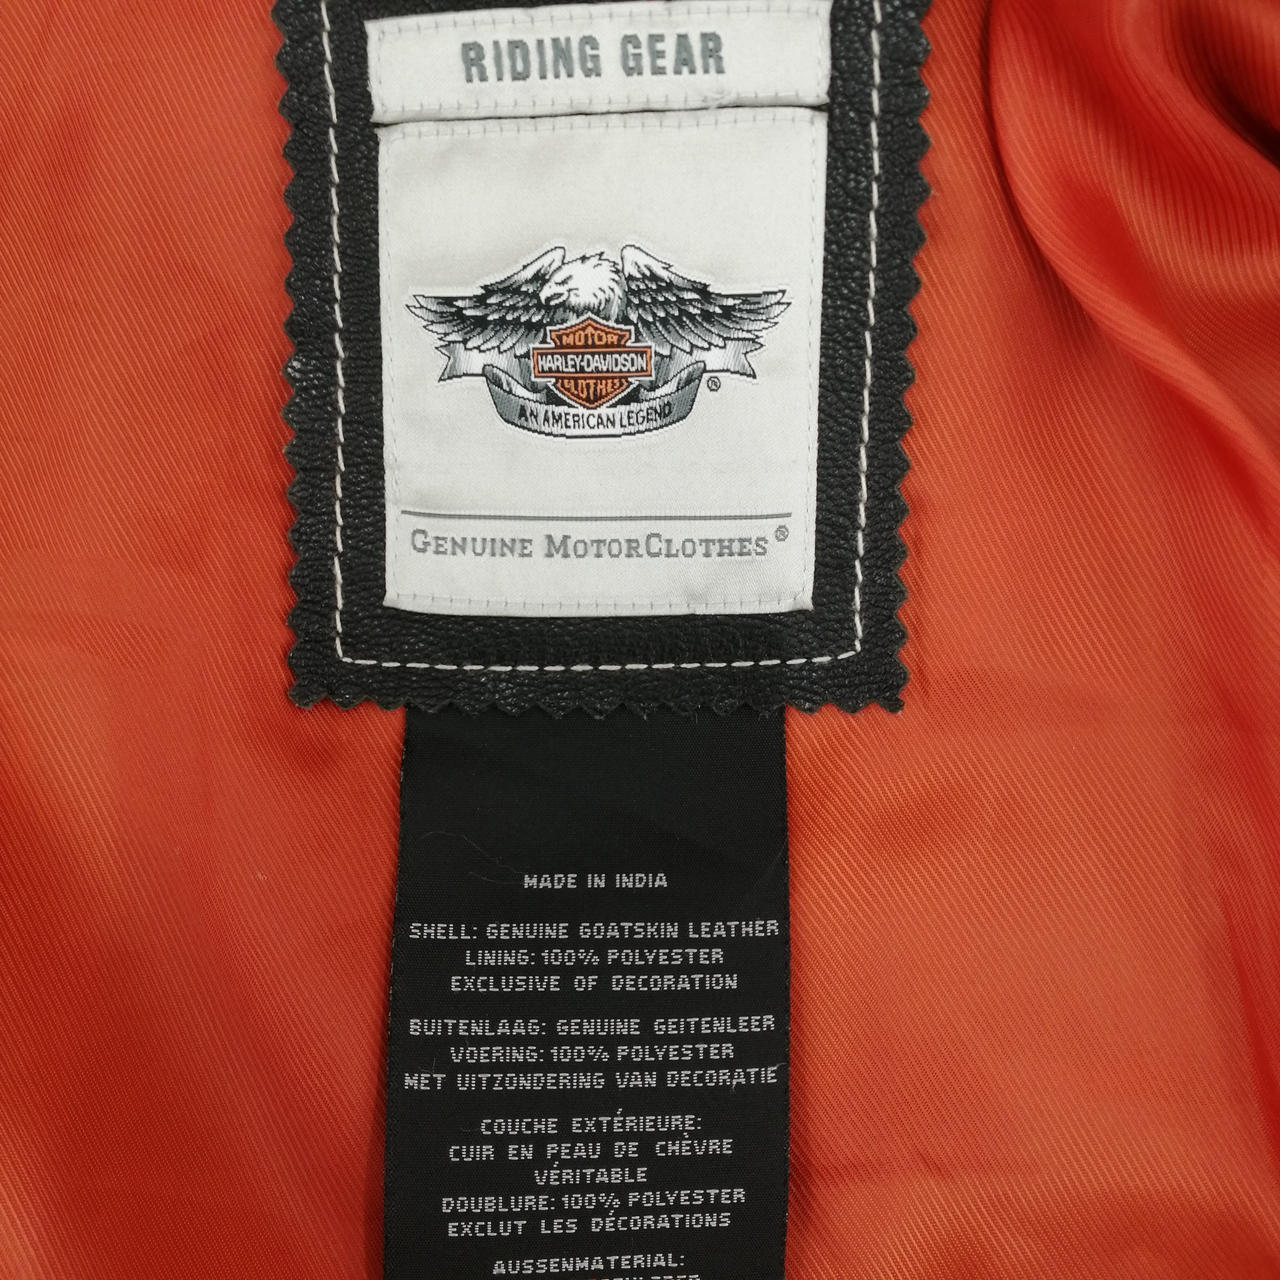 RIDING GEAR
MOTOR
HARLEY-DAVIDSON
CLOTHES
®
AN AMERICAN LEGEND
GENUINE MOTORCLOTHES®
MADE IN INDIA
SHELL: GENUINE GOATSKIN LEATHER
LINING: 100% POLYESTER
EXCLUSIVE OF DECORATION
BUITENLAAG: GENUINE GEITENLEER
VOERING: 100% POLYESTER
MET UITZONDERING VAN DECORATIE
COUCHE EXTÉRIEURE:
CUIR EN PEAU DE CHÈVRE
VÉRITABLE
DOUBLURE: 100% POLYESTER
EXCLUT LES DÉCORATIONS
AUSSENMATERIAL: